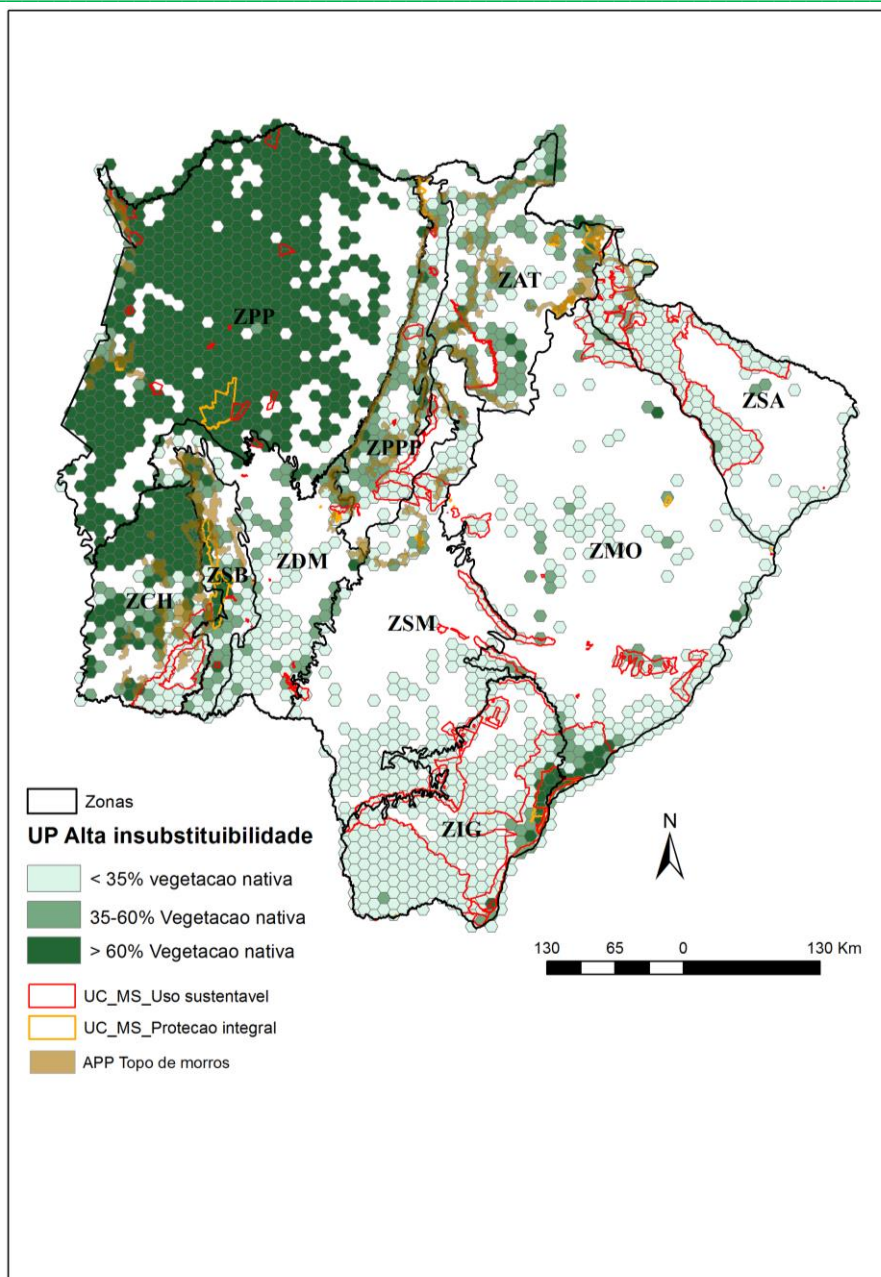 ZPP
ZAT
ZSA
ZPPP
ZMO
ZDM
ZSB
ZCH
ZSM
ZIG
Zonas
UP Alta insubstituibilidade
< 35% vegetacao nativa
35-60% Vegetacao nativa
> 60% Vegetacao nativa
UC_MS_Uso sustentavel
UC_MS_Protecao integral
APP Topo de morros
N
130 65 0 130 Km